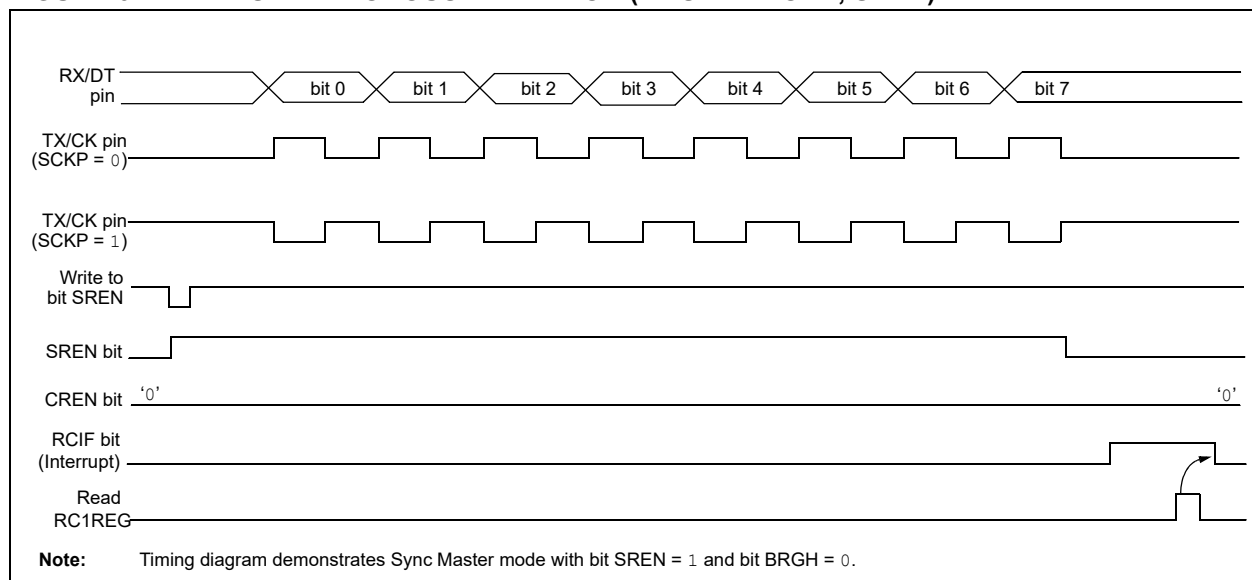 RX/DT
pin
bit 0 bit 1 bit 2 bit 3 bit 4 bit 5 bit 6 bit 7
TX/CK pin
(SCKP = 0)
TX/CK pin
(SCKP = 1)
Write to
bit SREN
SREN bit
CREN bit ‘0’ ‘0’
RCIF bit
(Interrupt)
Read
RC1REG
Note: Timing diagram demonstrates Sync Master mode with bit SREN = 1 and bit BRGH = 0.